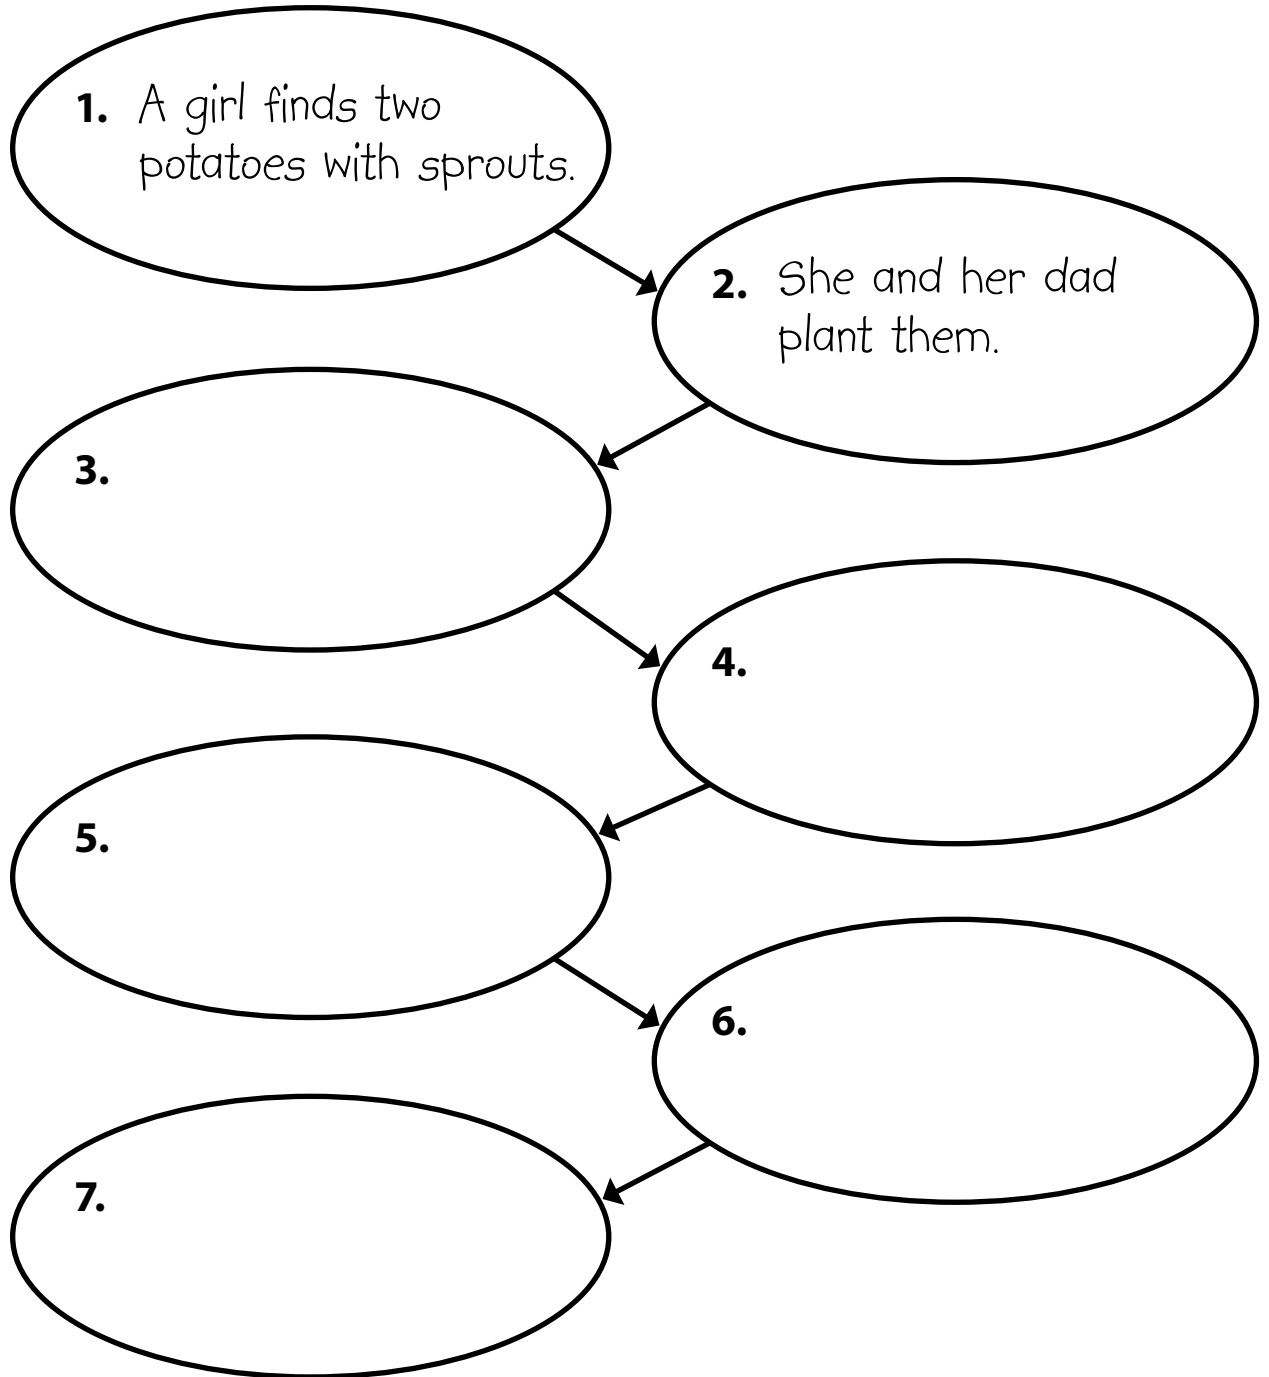 1. A girl finds two
potatoes with sprouts.
2. She and her dad
plant them.
3.
4.
5.
6.
7.